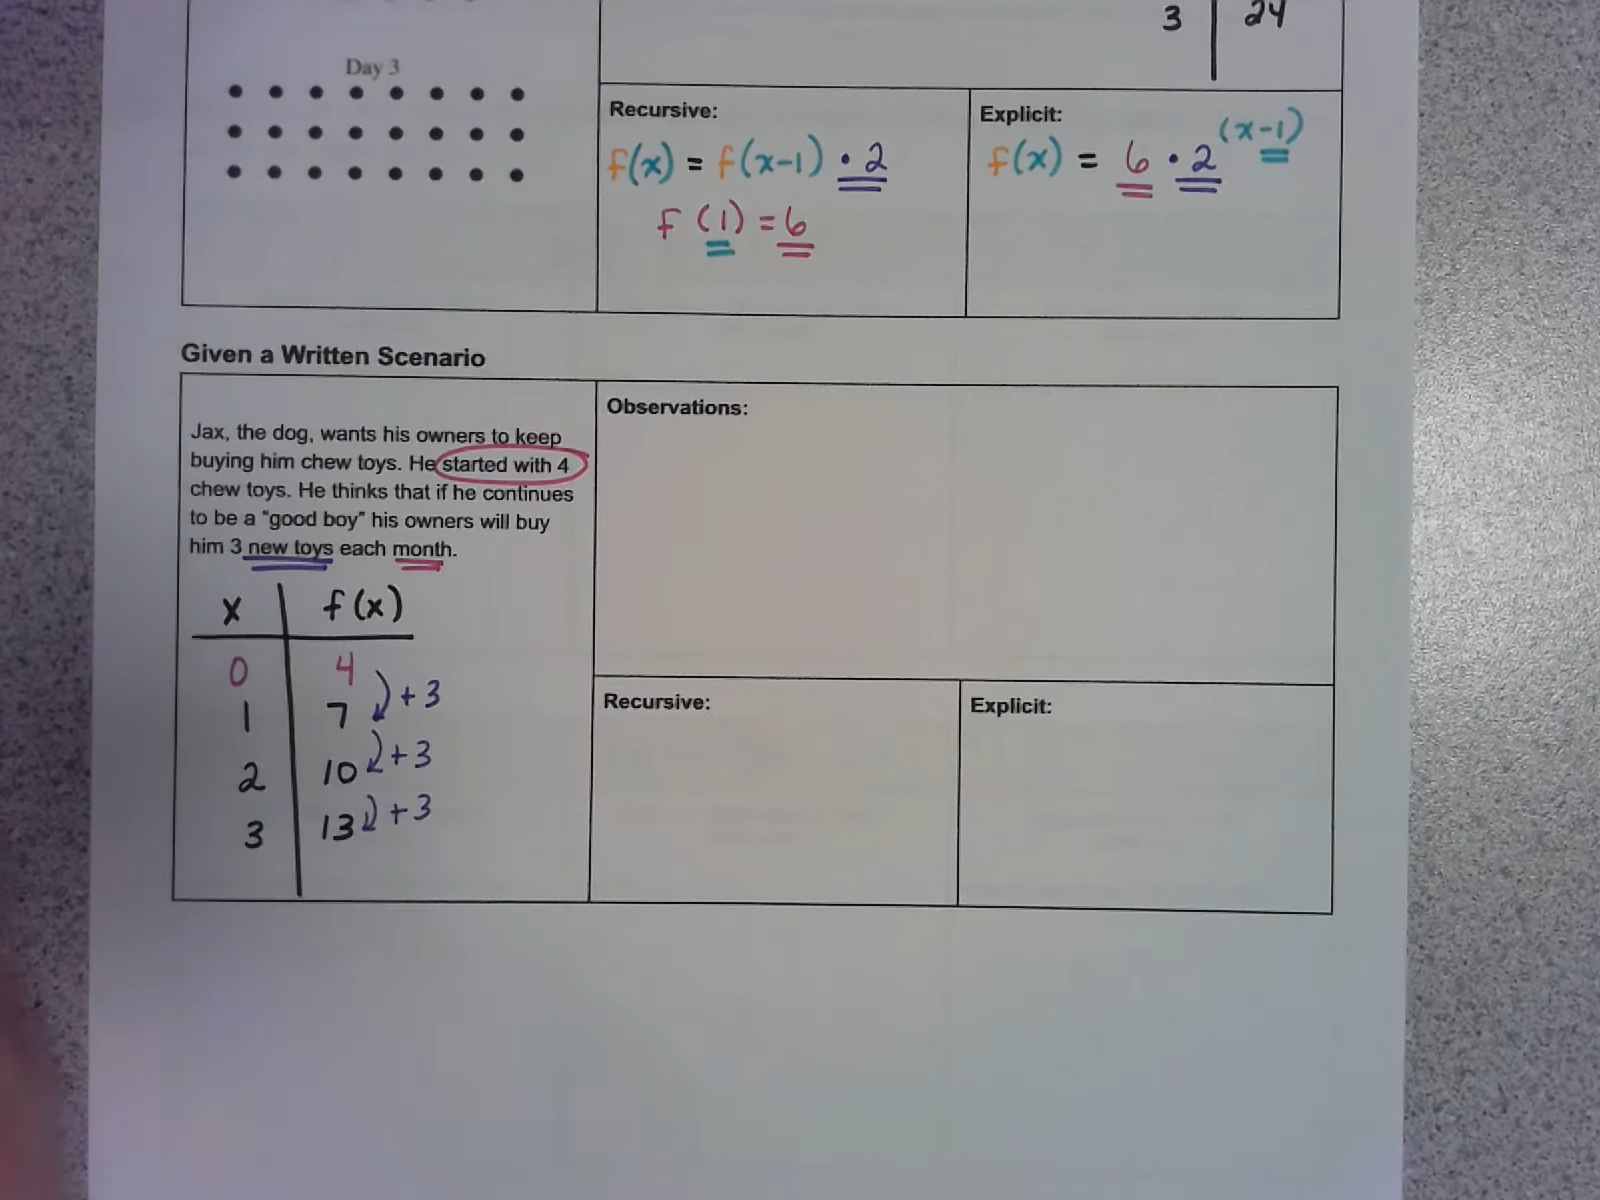 3 | 24
Day 3
Recursive:
f(x) = f(x-1) · 2
f(1) = 6
Explicit:
f(x) = 6 · 2^(x-1)
Given a Written Scenario
Jax, the dog, wants his owners to keep
buying him chew toys. He started with 4
chew toys. He thinks that if he continues
to be a “good boy” his owners will buy
him 3 new toys each month.
x | f(x)
0 | 4
+3
1 | 7
+3
2 | 10
+3
3 | 13
Observations:
Recursive:
Explicit: